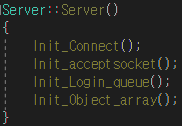 Server::Server()
{
Init_Connect();
Init_acceptsocket();
Init_Login_queue();
Init_Object_array();
}